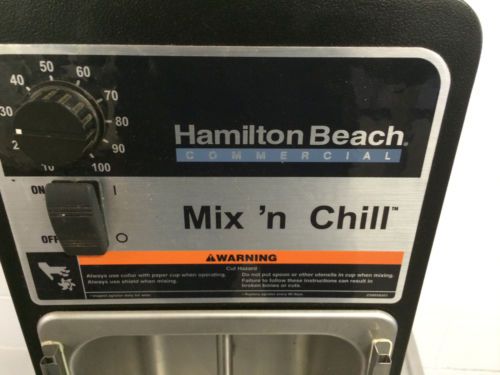 40 50 60
30 70
80
2 90
100
Hamilton Beach®
COMMERCIAL
ON I
OFF O
Mix 'n Chill™
WARNING
Cut Hazard
Always use collar with paper cup when operating.
Always use shield when mixing.
Do not put spoon or other utensils in cup when mixing.
Failure to follow these instructions can result in
broken bones or cuts.